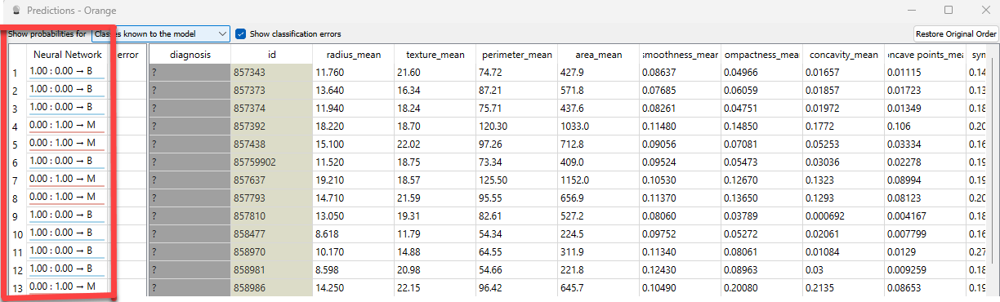 Predictions - Orange
Show probabilities for Classes known to the model Show classification errors Restore Original Order
Neural Network error diagnosis id radius_mean texture_mean perimeter_mean area_mean smoothness_mean ompactness_mea concavity_mean oncave points_mea sym
1 1.00 : 0.00 → B ? 857343 11.760 21.60 74.72 427.9 0.08637 0.04966 0.01657 0.01115 0.14
2 1.00 : 0.00 → B ? 857373 13.640 16.34 87.21 571.8 0.07685 0.06059 0.01857 0.01723 0.13
3 1.00 : 0.00 → B ? 857374 11.940 18.24 75.71 437.6 0.08261 0.04751 0.01972 0.01349 0.18
4 0.00 : 1.00 → M ? 857392 18.220 18.70 120.30 1033.0 0.11480 0.14850 0.1772 0.106 0.20
5 0.00 : 1.00 → M ? 857438 15.100 22.02 97.26 712.8 0.09056 0.07081 0.05253 0.03334 0.16
6 1.00 : 0.00 → B ? 85759902 11.520 18.75 73.34 409.0 0.09524 0.05473 0.03036 0.02278 0.19
7 0.00 : 1.00 → M ? 857637 19.210 18.57 125.50 1152.0 0.10530 0.12670 0.1323 0.08994 0.19
8 0.00 : 1.00 → M ? 857793 14.710 21.59 95.55 656.9 0.11370 0.13650 0.1293 0.08123 0.20
9 1.00 : 0.00 → B ? 857810 13.050 19.31 82.61 527.2 0.08060 0.03789 0.000692 0.004167 0.18
10 1.00 : 0.00 → B ? 858477 8.618 11.79 54.34 224.5 0.09752 0.05272 0.02061 0.007799 0.16
11 1.00 : 0.00 → B ? 858970 10.170 14.88 64.55 311.9 0.11340 0.08061 0.01084 0.0129 0.27
12 1.00 : 0.00 → B ? 858981 8.598 20.98 54.66 221.8 0.12430 0.08963 0.03 0.009259 0.18
13 0.00 : 1.00 → M ? 858986 14.250 22.15 96.42 645.7 0.10490 0.20080 0.2135 0.08653 0.19